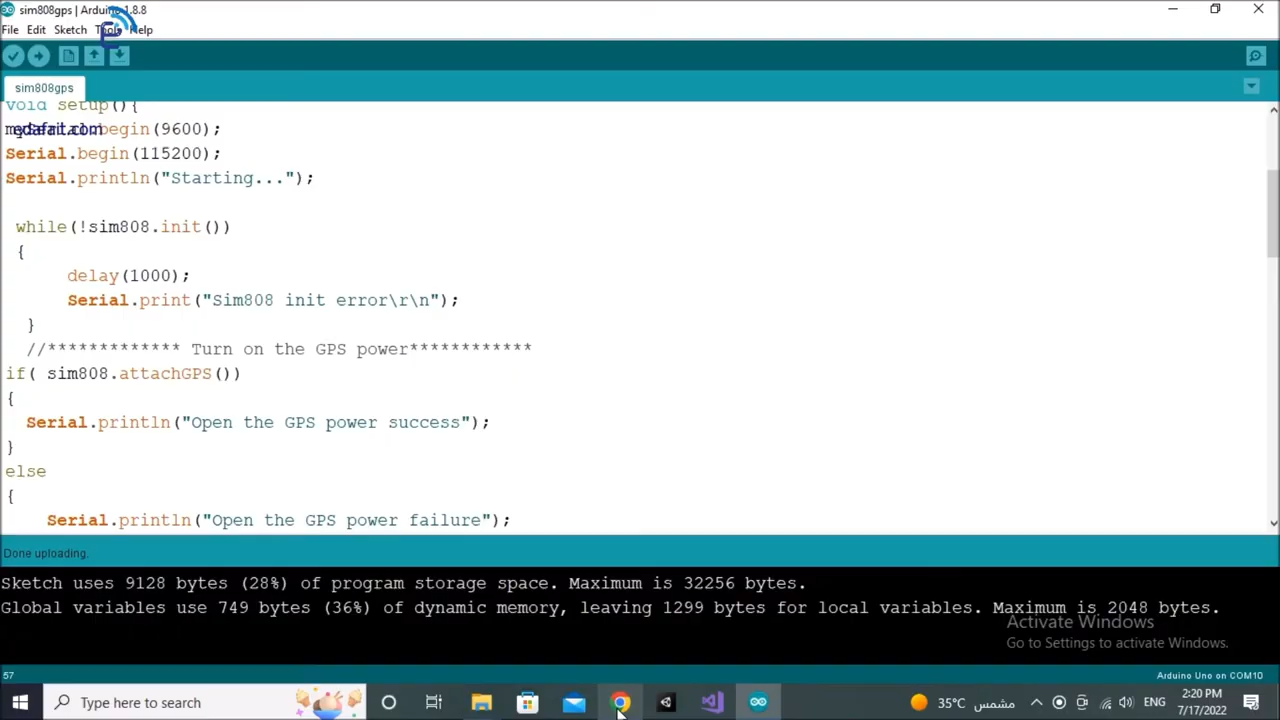 sim808gps | Arduino 1.8.8
File Edit Sketch Tools Help
sim808gps
void setup(){
edafait.com
.begin(9600);
Serial.begin(115200);
Serial.println("Starting...");
while(!sim808.init())
{
delay(1000);
Serial.print("Sim808 init error\r\n");
}
//************* Turn on the GPS power************
if( sim808.attachGPS())
{
Serial.println("Open the GPS power success");
}
else
{
Serial.println("Open the GPS power failure");
Done uploading.
Sketch uses 9128 bytes (28%) of program storage space. Maximum is 32256 bytes.
Global variables use 749 bytes (36%) of dynamic memory, leaving 1299 bytes for local variables. Maximum is 2048 bytes.
Activate Windows
Go to Settings to activate Windows.
57
Arduino Uno on COM10
Type here to search
35°C مشمس
ENG
2:20 PM
7/17/2022